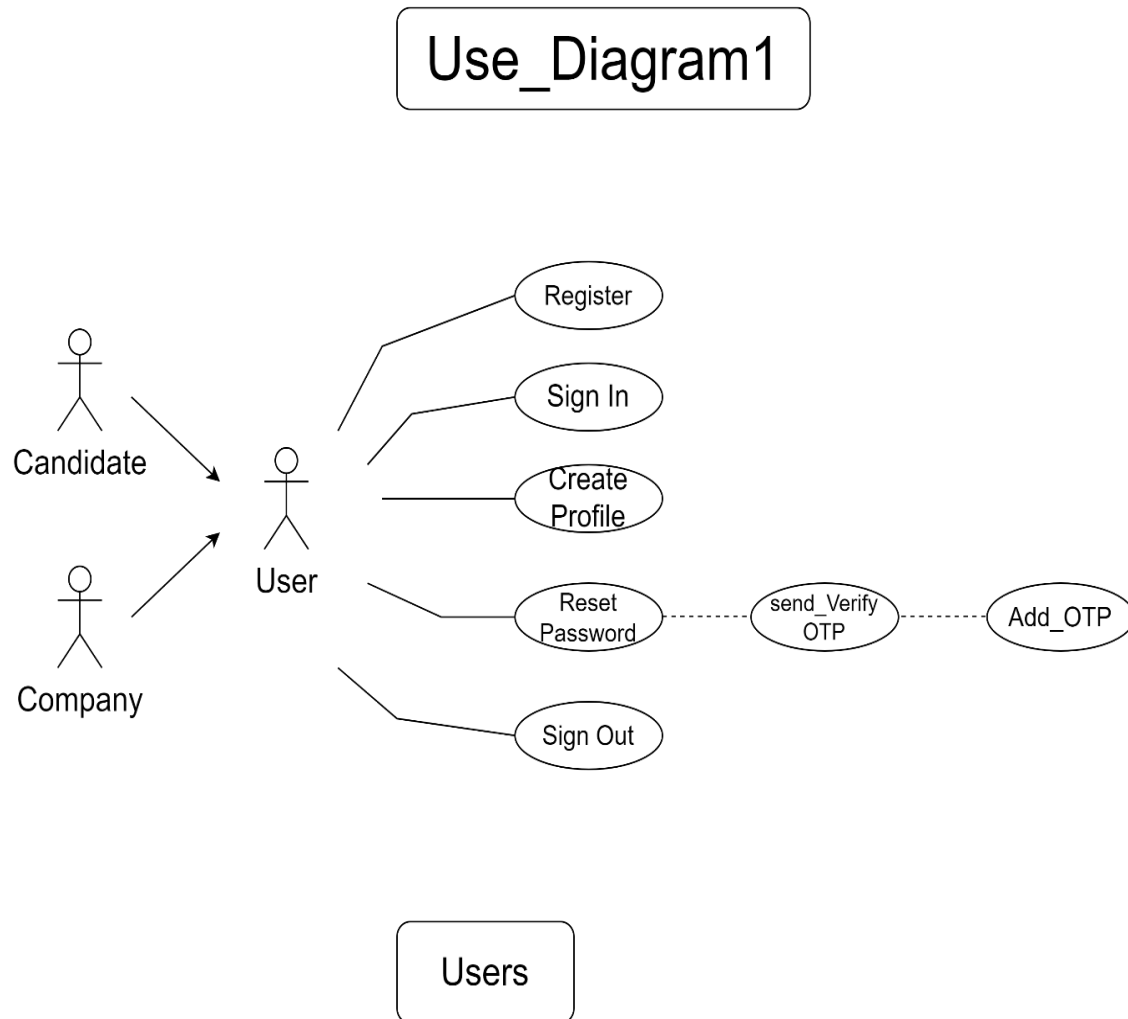 Use_Diagram1
Register
Sign In
Candidate
Create
Profile
User
Reset
Password
send_Verify
OTP
Add_OTP
Company
Sign Out
Users